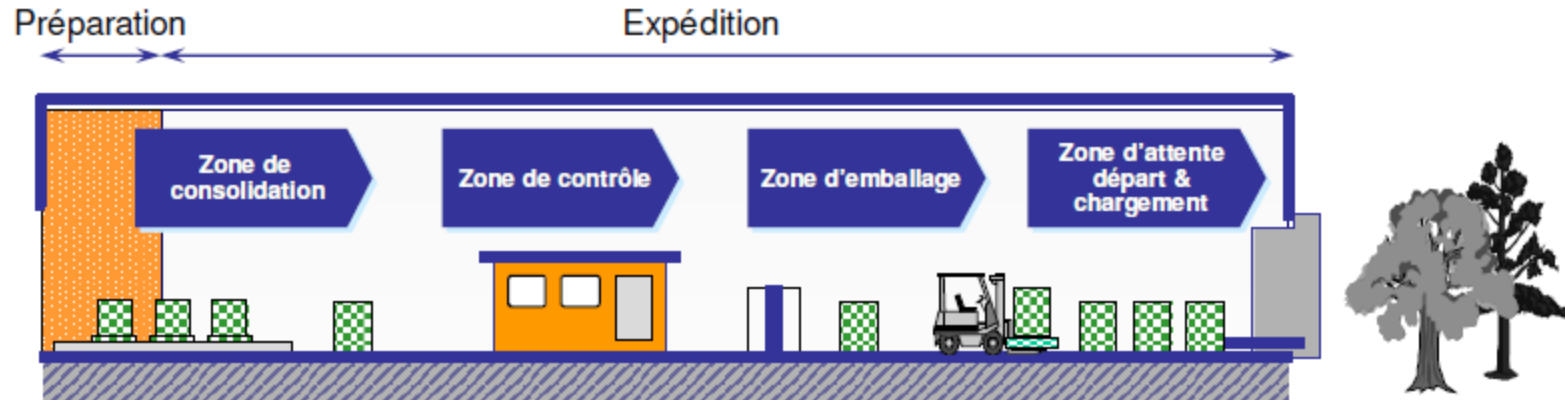 Préparation
Expédition
Zone de
consolidation
Zone de contrôle
Zone d'emballage
Zone d'attente
départ &
chargement